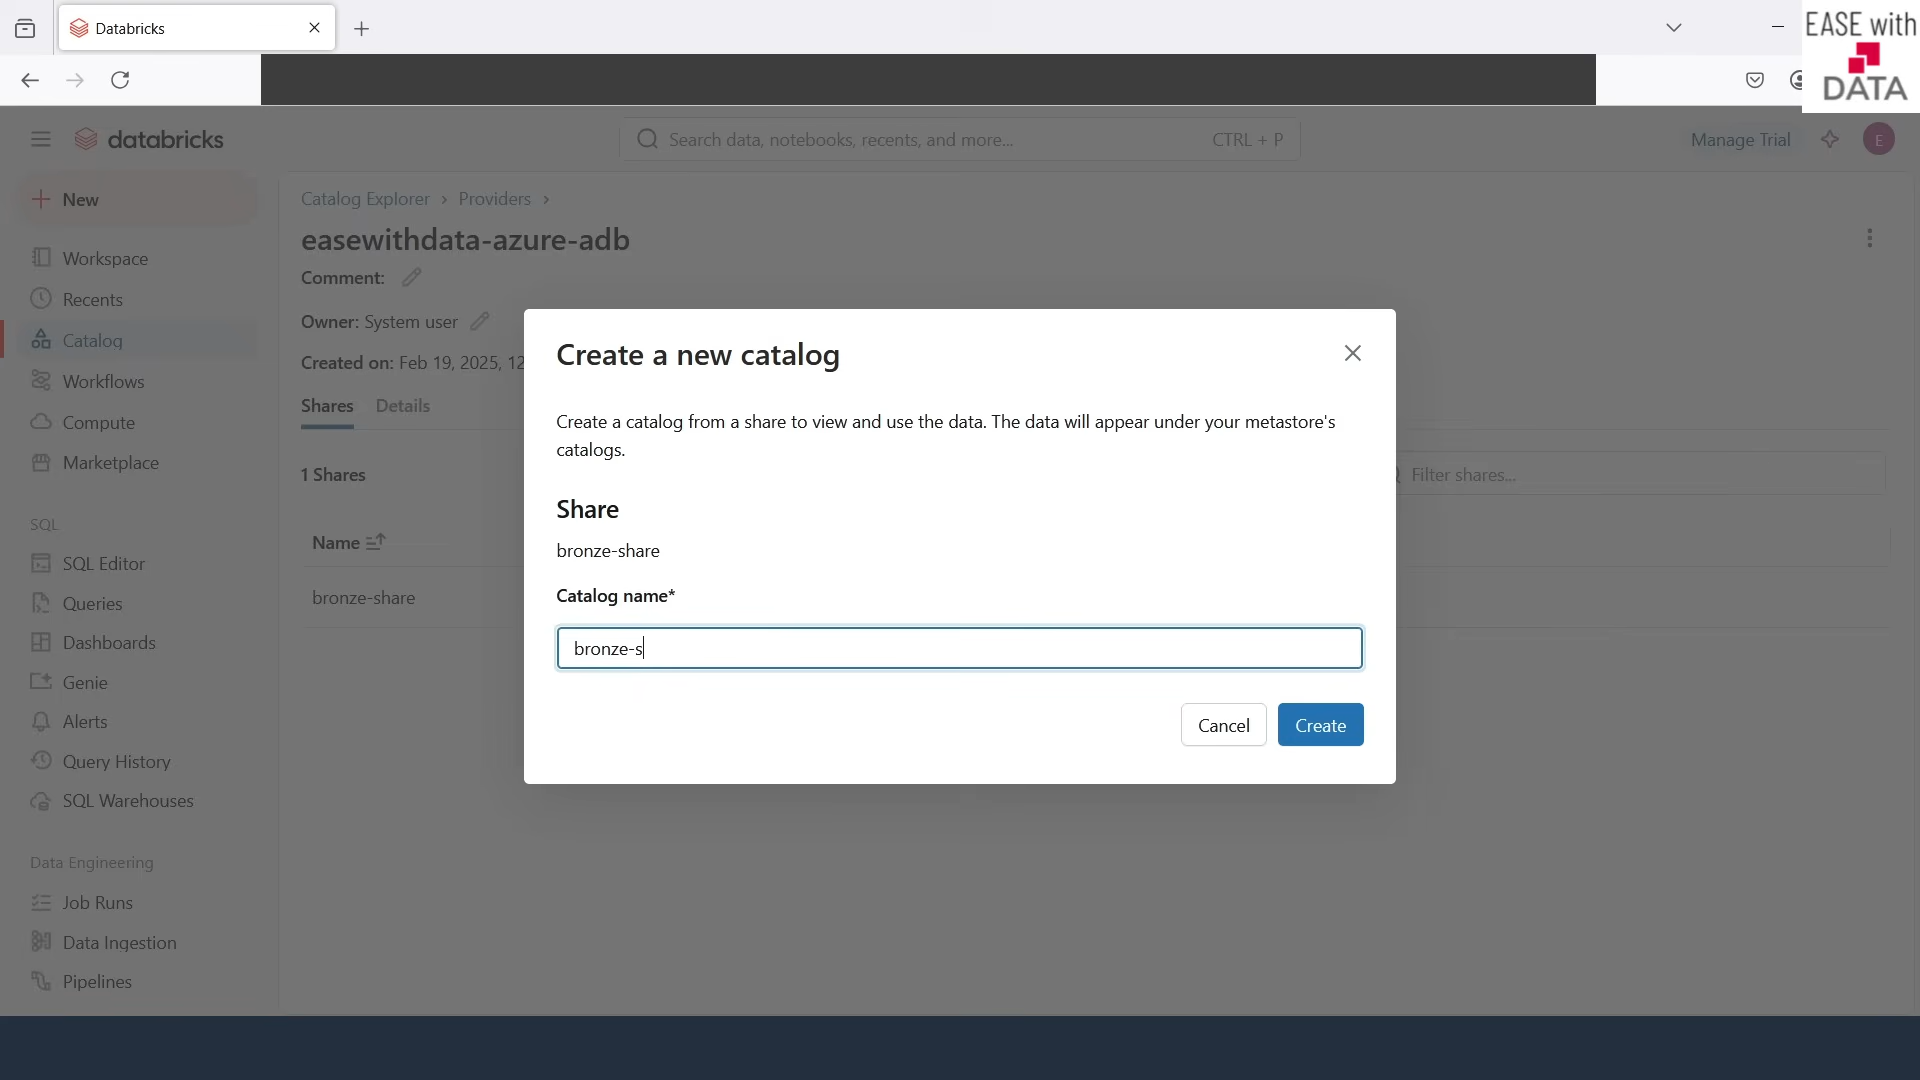 Databricks
EASE with
DATA
databricks
Search data, notebooks, recents, and more...
CTRL + P
Manage Trial
E
New
Workspace
Recents
Catalog
Workflows
Compute
Marketplace
SQL
SQL Editor
Queries
Dashboards
Genie
Alerts
Query History
SQL Warehouses
Data Engineering
Job Runs
Data Ingestion
Pipelines
Catalog Explorer > Providers >
easewithdata-azure-adb
Comment:
Owner: System user
Created on: Feb 19, 2025, 12
Shares
Details
1 Shares
Filter shares...
Name
bronze-share
Create a new catalog
Create a catalog from a share to view and use the data. The data will appear under your metastore's
catalogs.
Share
bronze-share
Catalog name*
bronze-s
Cancel
Create